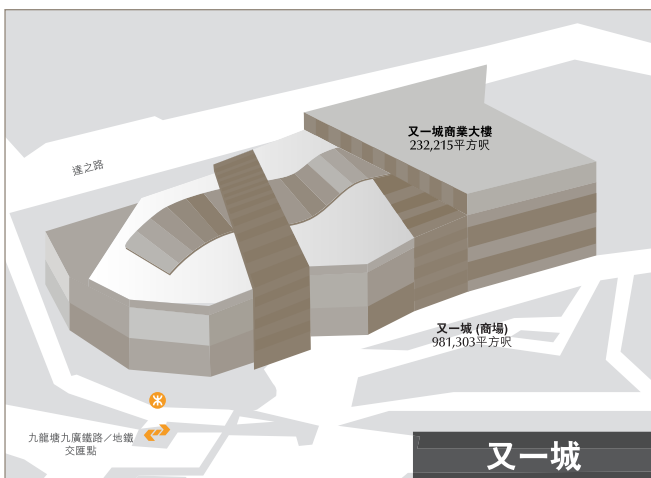 又一城商業大樓
232,215平方呎
達之路
又一城 (商場)
981,303平方呎
九龍塘九廣鐵路／地鐵
交匯點
又一城